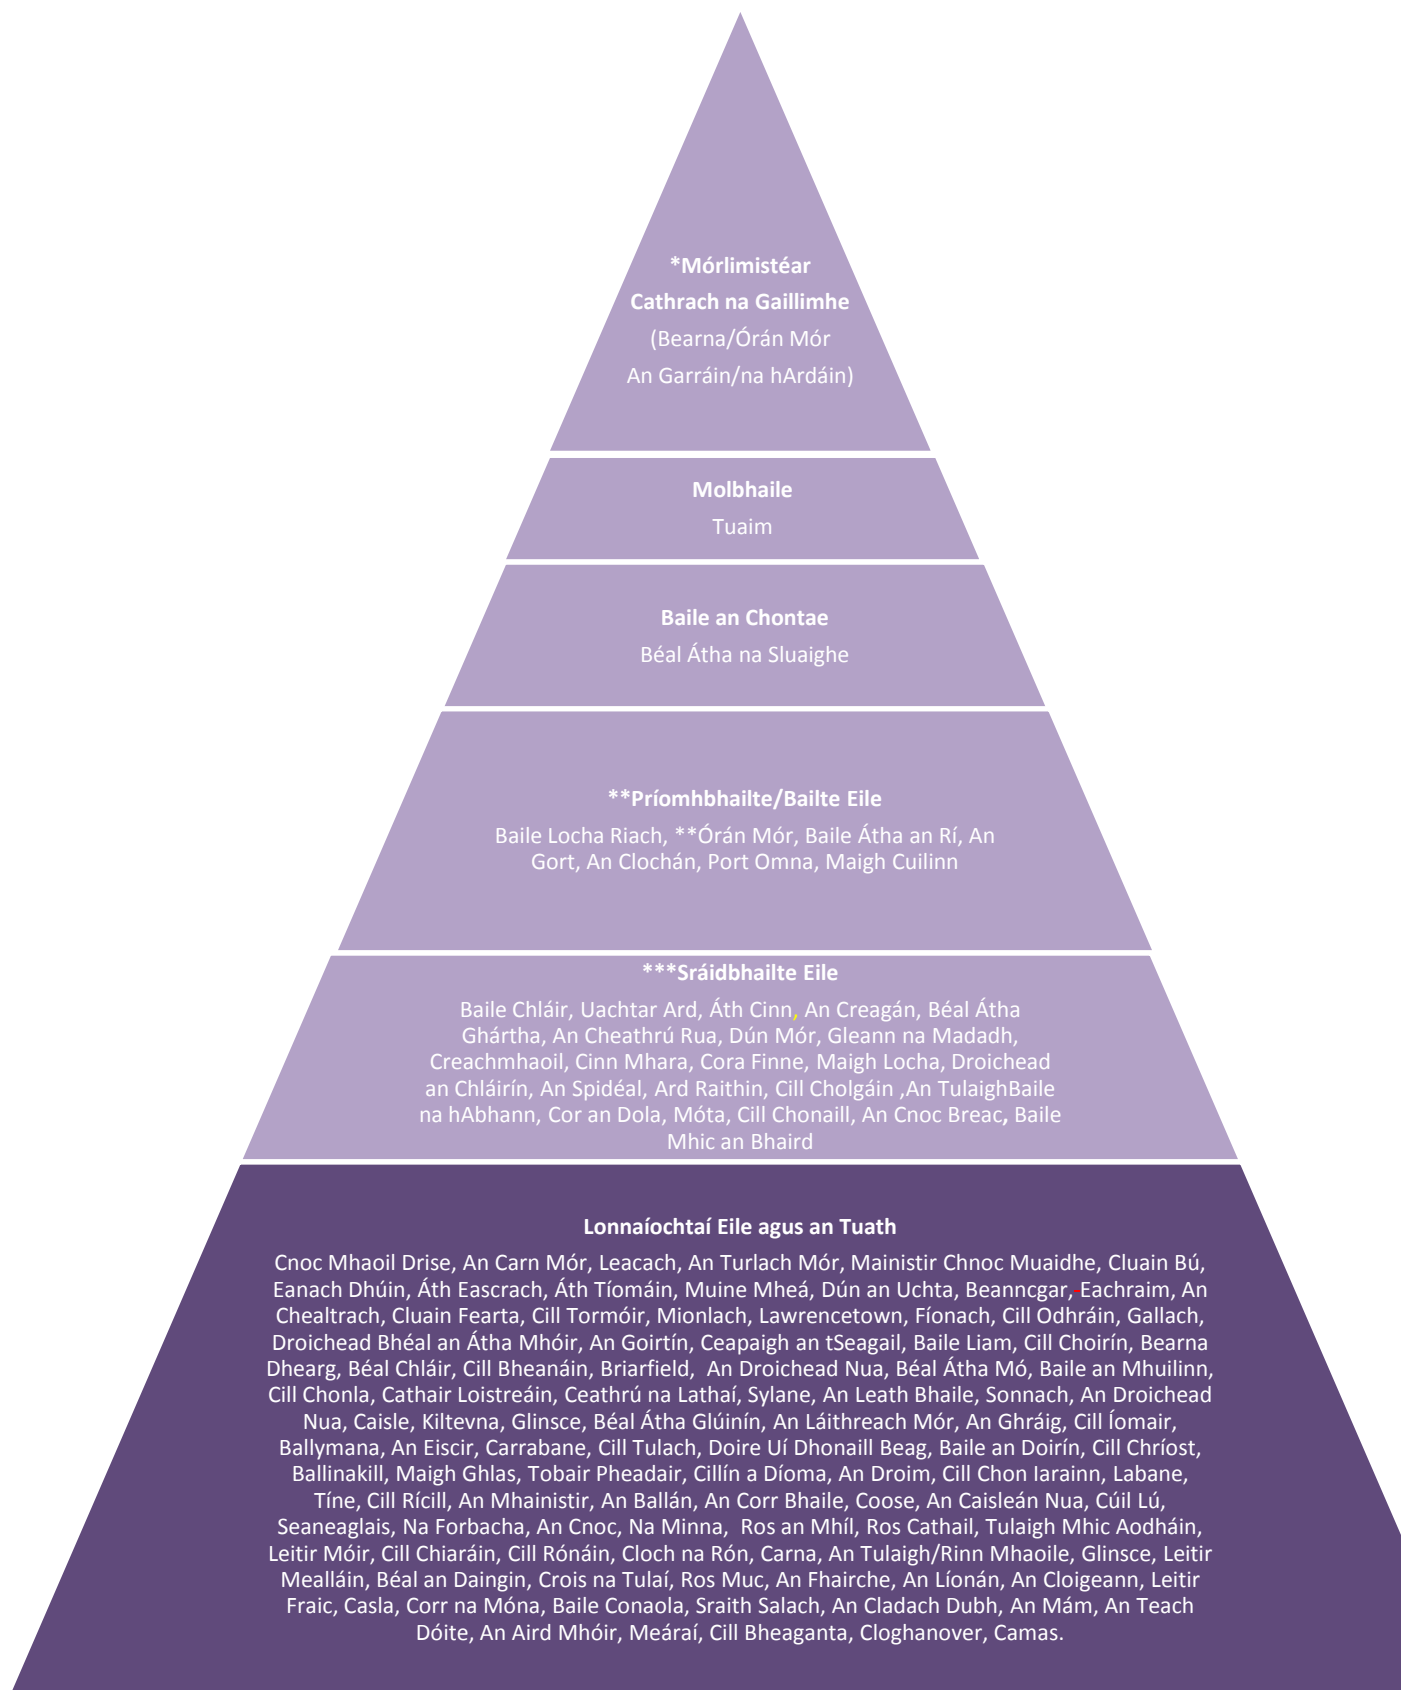 *Mórlimistéar
Cathrach na Gaillimhe
(Bearna/Órán Mór
An Garráin/na hArdáin)
Molbhaile
Tuaim
Baile an Chontae
Béal Átha na Sluaighe
**Príomhbhailte/Bailte Eile
Baile Locha Riach, **Órán Mór, Baile Átha an Rí, An
Gort, An Clochán, Port Omna, Maigh Cuilinn
***Sráidbhailte Eile
Baile Chláir, Uachtar Ard, Áth Cinn, An Creagán, Béal Átha
Ghártha, An Cheathrú Rua, Dún Mór, Gleann na Madadh,
Creachmhaoil, Cinn Mhara, Cora Finne, Maigh Locha, Droichead
an Chláirín, An Spidéal, Ard Raithin, Cill Cholgáin ,An TulaighBaile
na hAbhann, Cor an Dola, Móta, Cill Chonaill, An Cnoc Breac, Baile
Mhic an Bhaird
Lonnaíochtaí Eile agus an Tuath
Cnoc Mhaoil Drise, An Carn Mór, Leacach, An Turlach Mór, Mainistir Chnoc Muaidhe, Cluain Bú,
Eanach Dhúin, Áth Eascrach, Áth Tíomáin, Muine Mheá, Dún an Uchta, Beanncgar,-Eachraim, An
Chealtrach, Cluain Fearta, Cill Tormóir, Mionlach, Lawrencetown, Fíonach, Cill Odhráin, Gallach,
Droichead Bhéal an Átha Mhóir, An Goirtín, Ceapaigh an tSeagail, Baile Liam, Cill Choirín, Bearna
Dhearg, Béal Chláir, Cill Bheanáin, Briarfield, An Droichead Nua, Béal Átha Mó, Baile an Mhuilinn,
Cill Chonla, Cathair Loistreáin, Ceathrú na Lathaí, Sylane, An Leath Bhaile, Sonnach, An Droichead
Nua, Caisle, Kiltevna, Glinsce, Béal Átha Glúinín, An Láithreach Mór, An Ghráig, Cill Íomair,
Ballymana, An Eiscir, Carrabane, Cill Tulach, Doire Uí Dhonaill Beag, Baile an Doirín, Cill Chríost,
Ballinakill, Maigh Ghlas, Tobair Pheadair, Cillín a Díoma, An Droim, Cill Chon Iarainn, Labane,
Tíne, Cill Rícill, An Mhainistir, An Ballán, An Corr Bhaile, Coose, An Caisleán Nua, Cúil Lú,
Seaneaglais, Na Forbacha, An Cnoc, Na Minna, Ros an Mhíl, Ros Cathail, Tulaigh Mhic Aodháin,
Leitir Móir, Cill Chiaráin, Cill Rónáin, Cloch na Rón, Carna, An Tulaigh/Rinn Mhaoile, Glinsce, Leitir
Mealláin, Béal an Daingin, Crois na Tulaí, Ros Muc, An Fhairche, An Líonán, An Cloigeann, Leitir
Fraic, Casla, Corr na Móna, Baile Conaola, Sraith Salach, An Cladach Dubh, An Mám, An Teach
Dóite, An Aird Mhóir, Meáraí, Cill Bheaganta, Cloghanover, Camas.